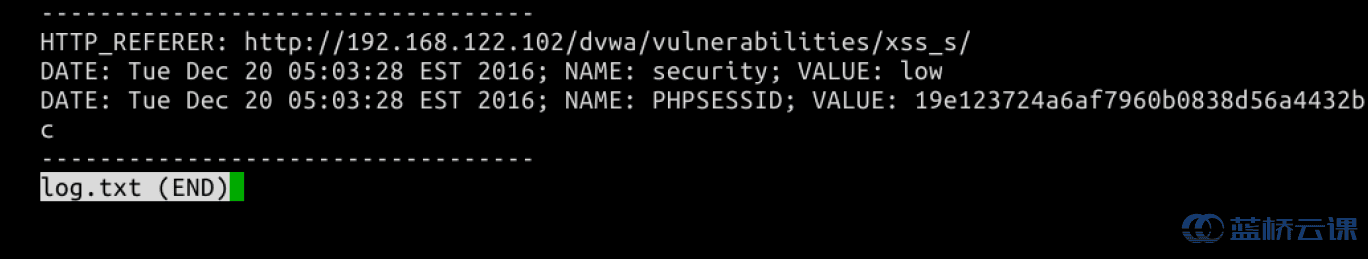 ----------------------------------
HTTP_REFERER: http://192.168.122.102/dvwa/vulnerabilities/xss_s/
DATE: Tue Dec 20 05:03:28 EST 2016; NAME: security; VALUE: low
DATE: Tue Dec 20 05:03:28 EST 2016; NAME: PHPSESSID; VALUE: 19e123724a6af7960b0838d56a4432b
c
----------------------------------
log.txt (END)
蓝桥云课